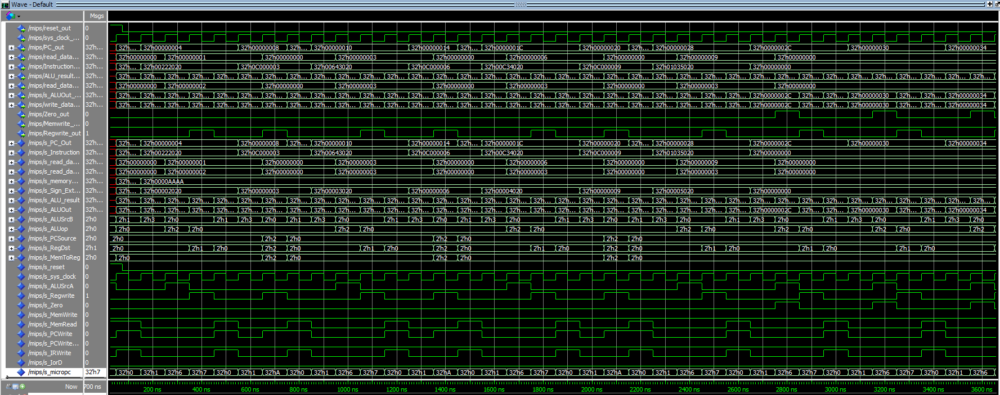 Wave - Default
Msgs
/mips/reset_out 0
/mips/sys_clock_... 0
/mips/PC_out 32'h... 32'h... 32'h00000004 32'h00000008 32'h... 32'h00000010 32'h00000014 32'h... 32'h0000001C 32'h00000020 32'h... 32'h00000028 32'h0000002C 32'h00000030 32'h00000034
/mips/read_data... 32'h... 32'h00000000 32'h00000001 32'h00000000 32'h00000003 32'h00000000 32'h00000006 32'h00000000 32'h00000009 32'h00000000
/mips/Instruction... 32'h... 32'h... 32'h00222020 32'h0C000003 32'h00643020 32'h0C000006 32'h00C34020 32'h0C000009 32'h01035020 32'h00000000
/mips/ALU_result... 32'h... 32'h... 32'h... 32'h... 32'h... 32'h... 32'h... 32'h... 32'h... 32'h... 32'h... 32'h... 32'h... 32'h... 32'h... 32'h... 32'h... 32'h... 32'h... 32'h... 32'h... 32'h... 32'h... 32'h... 32'h... 32'h... 32'h... 32'h... 32'h... 32'h... 32'h... 32'h... 32'h... 32'h... 32'h... 32'h... 32'h...
/mips/read_data... 32'h... 32'h00000000 32'h00000002 32'h00000000 32'h00000003 32'h00000000 32'h00000003 32'h00000000 32'h00000003 32'h00000000
/mips/s_ALUOut_... 32'h... 32'h... 32'h... 32'h... 32'h... 32'h... 32'h... 32'h... 32'h... 32'h... 32'h... 32'h... 32'h... 32'h... 32'h... 32'h... 32'h... 32'h... 32'h... 32'h... 32'h... 32'h... 32'h... 32'h... 32'h... 32'h... 32'h... 32'h0000002C 32'h... 32'h... 32'h00000030 32'h... 32'h... 32'h00000034
/mips/write_data... 32'h... 32'h... 32'h... 32'h... 32'h... 32'h... 32'h... 32'h... 32'h... 32'h... 32'h... 32'h... 32'h... 32'h... 32'h... 32'h... 32'h... 32'h... 32'h... 32'h... 32'h... 32'h... 32'h... 32'h... 32'h... 32'h... 32'h... 32'h0000002C 32'h... 32'h... 32'h00000030 32'h... 32'h... 32'h00000034
/mips/Zero_out 0
/mips/Memwrite_... 0
/mips/Regwrite_out 1
/mips/s_PC_Out 32'h... 32'h... 32'h00000004 32'h00000008 32'h... 32'h00000010 32'h00000014 32'h... 32'h0000001C 32'h00000020 32'h... 32'h00000028 32'h0000002C 32'h00000030 32'h00000034
/mips/s_Instruction 32'h... 32'h... 32'h00222020 32'h0C000003 32'h00643020 32'h0C000006 32'h00C34020 32'h0C000009 32'h01035020 32'h00000000
/mips/s_read_da... 32'h... 32'h00000000 32'h00000001 32'h00000000 32'h00000003 32'h00000000 32'h00000006 32'h00000000 32'h00000009 32'h00000000
/mips/s_read_da... 32'h... 32'h00000000 32'h00000002 32'h00000000 32'h00000003 32'h00000000 32'h00000003 32'h00000000 32'h00000003 32'h00000000
/mips/s_memory... 32'h... 32'h... 32'h0000AAAA
/mips/s_Sign_Ext... 32'h... 32'h... 32'h00002020 32'h00000003 32'h00003020 32'h00000006 32'h00004020 32'h00000009 32'h00005020 32'h00000000
/mips/s_ALU_result 32'h... 32'h... 32'h... 32'h... 32'h... 32'h... 32'h... 32'h... 32'h... 32'h... 32'h... 32'h... 32'h... 32'h... 32'h... 32'h... 32'h... 32'h... 32'h... 32'h... 32'h... 32'h... 32'h... 32'h... 32'h... 32'h... 32'h... 32'h... 32'h... 32'h... 32'h... 32'h... 32'h... 32'h... 32'h... 32'h... 32'h...
/mips/s_ALUOut 32'h... 32'h... 32'h... 32'h... 32'h... 32'h... 32'h... 32'h... 32'h... 32'h... 32'h... 32'h... 32'h... 32'h... 32'h... 32'h... 32'h... 32'h... 32'h... 32'h... 32'h... 32'h... 32'h... 32'h... 32'h... 32'h... 32'h... 32'h0000002C 32'h... 32'h... 32'h00000030 32'h... 32'h... 32'h00000034
/mips/s_ALUSrcB 2'h0 2'h1 2'h3 2'h0 2'h1 2'h3 2'h0 2'h1 2'h3 2'h0 2'h1 2'h3 2'h0 2'h1 2'h3 2'h0 2'h1 2'h3 2'h0 2'h1 2'h3 2'h0 2'h1 2'h3 2'h0 2'h1 2'h3 2'h0 2'h1 2'h3 2'h0
/mips/s_ALUop 2'h0 2'h0 2'h2 2'h0 2'h2 2'h0 2'h2 2'h0 2'h2 2'h0 2'h2 2'h0 2'h2 2'h0 2'h2
/mips/s_PCSource 2'h0 2'h0 2'h2 2'h0 2'h2 2'h0 2'h2 2'h0
/mips/s_RegDst 2'h1 2'h0 2'h1 2'h0 2'h2 2'h0 2'h1 2'h0 2'h2 2'h0 2'h1 2'h0 2'h2 2'h0 2'h1 2'h0 2'h1 2'h0 2'h1 2'h0
/mips/s_MemToReg 2'h0 2'h0 2'h2 2'h0 2'h2 2'h0 2'h2 2'h0
/mips/s_reset 0
/mips/s_sys_clock 0
/mips/s_ALUSrcA 0
/mips/s_Regwrite 1
/mips/s_Zero 0
/mips/s_MemWrite 0
/mips/s_MemRead 0
/mips/s_PCWrite 0
/mips/s_PCWrite... 0
/mips/s_IRWrite 0
/mips/s_IorD 0
/mips/s_micropc 32'h7 32'h0 32'h1 32'h6 32'h7 32'h0 32'h1 32'hA 32'h0 32'h1 32'h6 32'h7 32'h0 32'h1 32'hA 32'h0 32'h1 32'h6 32'h7 32'h0 32'h1 32'hA 32'h0 32'h1 32'h6 32'h7 32'h0 32'h1 32'h6 32'h7 32'h0 32'h1 32'h6 32'h7 32'h0 32'h1 32'h6
Now 700 ns 200 ns 400 ns 600 ns 800 ns 1000 ns 1200 ns 1400 ns 1600 ns 1800 ns 2000 ns 2200 ns 2400 ns 2600 ns 2800 ns 3000 ns 3200 ns 3400 ns 3600 ns